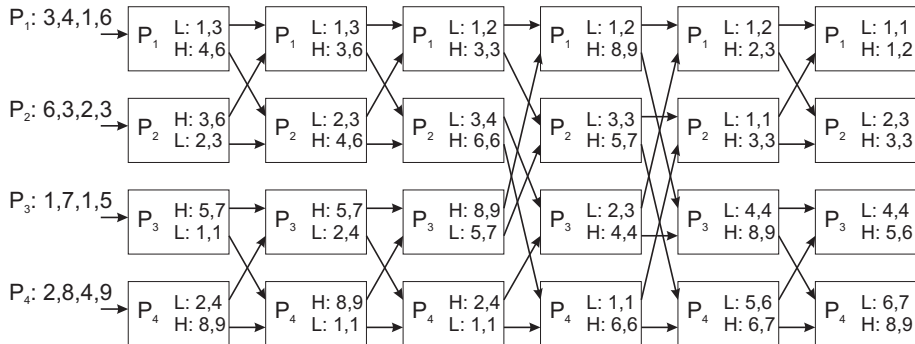 P1: 3,4,1,6
P1 L: 1,3 H: 4,6
P1 L: 1,3 H: 3,6
P1 L: 1,2 H: 3,3
P1 L: 1,2 H: 8,9
P1 L: 1,2 H: 2,3
P1 L: 1,1 H: 1,2
P2: 6,3,2,3
P2 H: 3,6 L: 2,3
P2 L: 2,3 H: 4,6
P2 L: 3,4 H: 6,6
P2 L: 3,3 H: 5,7
P2 L: 1,1 H: 3,3
P2 L: 2,3 H: 3,3
P3: 1,7,1,5
P3 H: 5,7 L: 1,1
P3 H: 5,7 L: 2,4
P3 H: 8,9 L: 5,7
P3 L: 2,3 H: 4,4
P3 L: 4,4 H: 8,9
P3 L: 4,4 H: 5,6
P4: 2,8,4,9
P4 L: 2,4 H: 8,9
P4 H: 8,9 L: 1,1
P4 H: 2,4 L: 1,1
P4 L: 1,1 H: 6,6
P4 L: 5,6 H: 6,7
P4 L: 6,7 H: 8,9